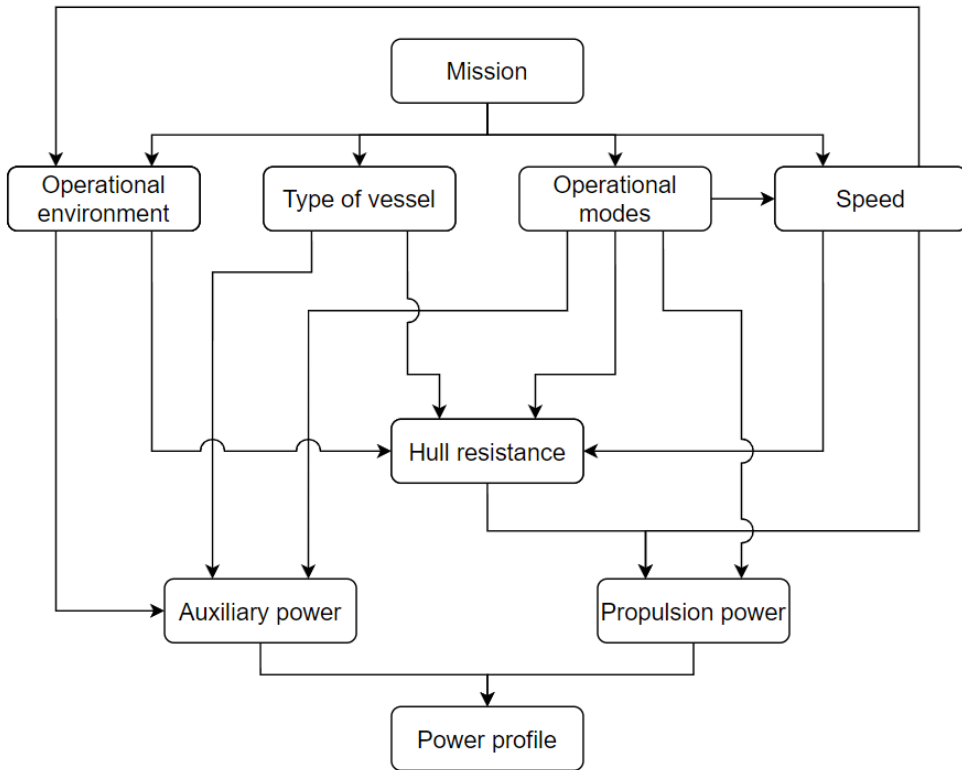 Mission
Operational
environment
Type of vessel
Operational
modes
Speed
Hull resistance
Auxiliary power
Propulsion power
Power profile